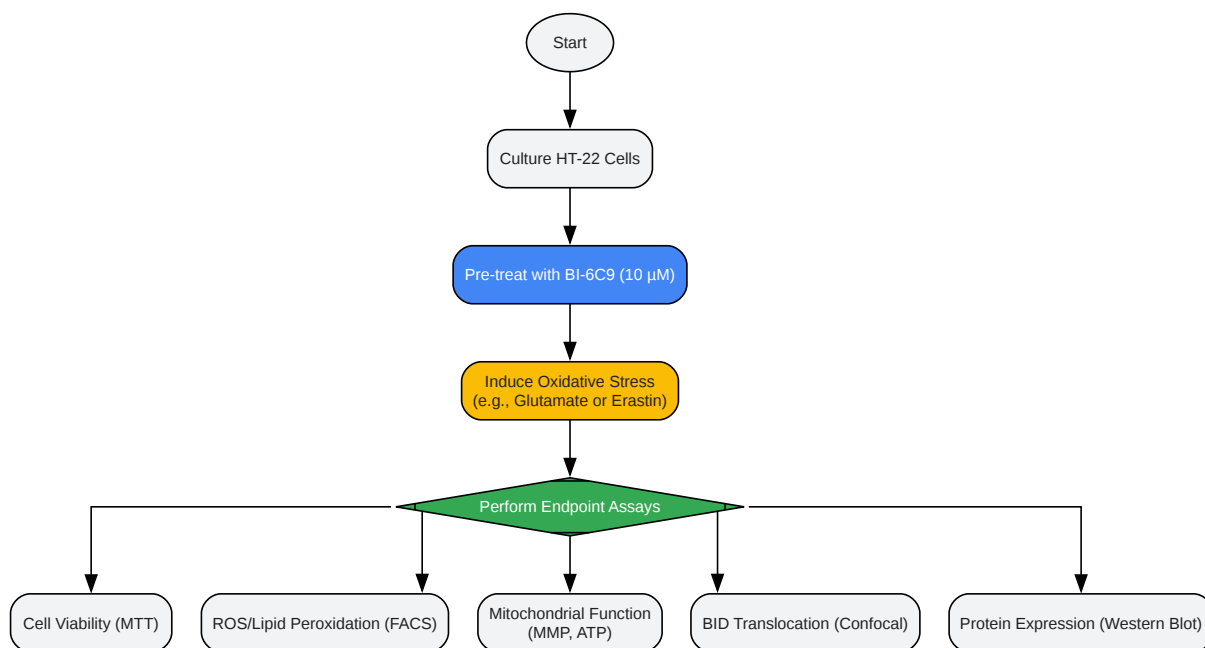 Start
Culture HT-22 Cells
Pre-treat with BI-6C9 (10 µM)
Induce Oxidative Stress
(e.g., Glutamate or Erastin)
Perform Endpoint Assays
Cell Viability (MTT)
ROS/Lipid Peroxidation (FACS)
Mitochondrial Function
(MMP, ATP)
BID Translocation (Confocal)
Protein Expression (Western Blot)